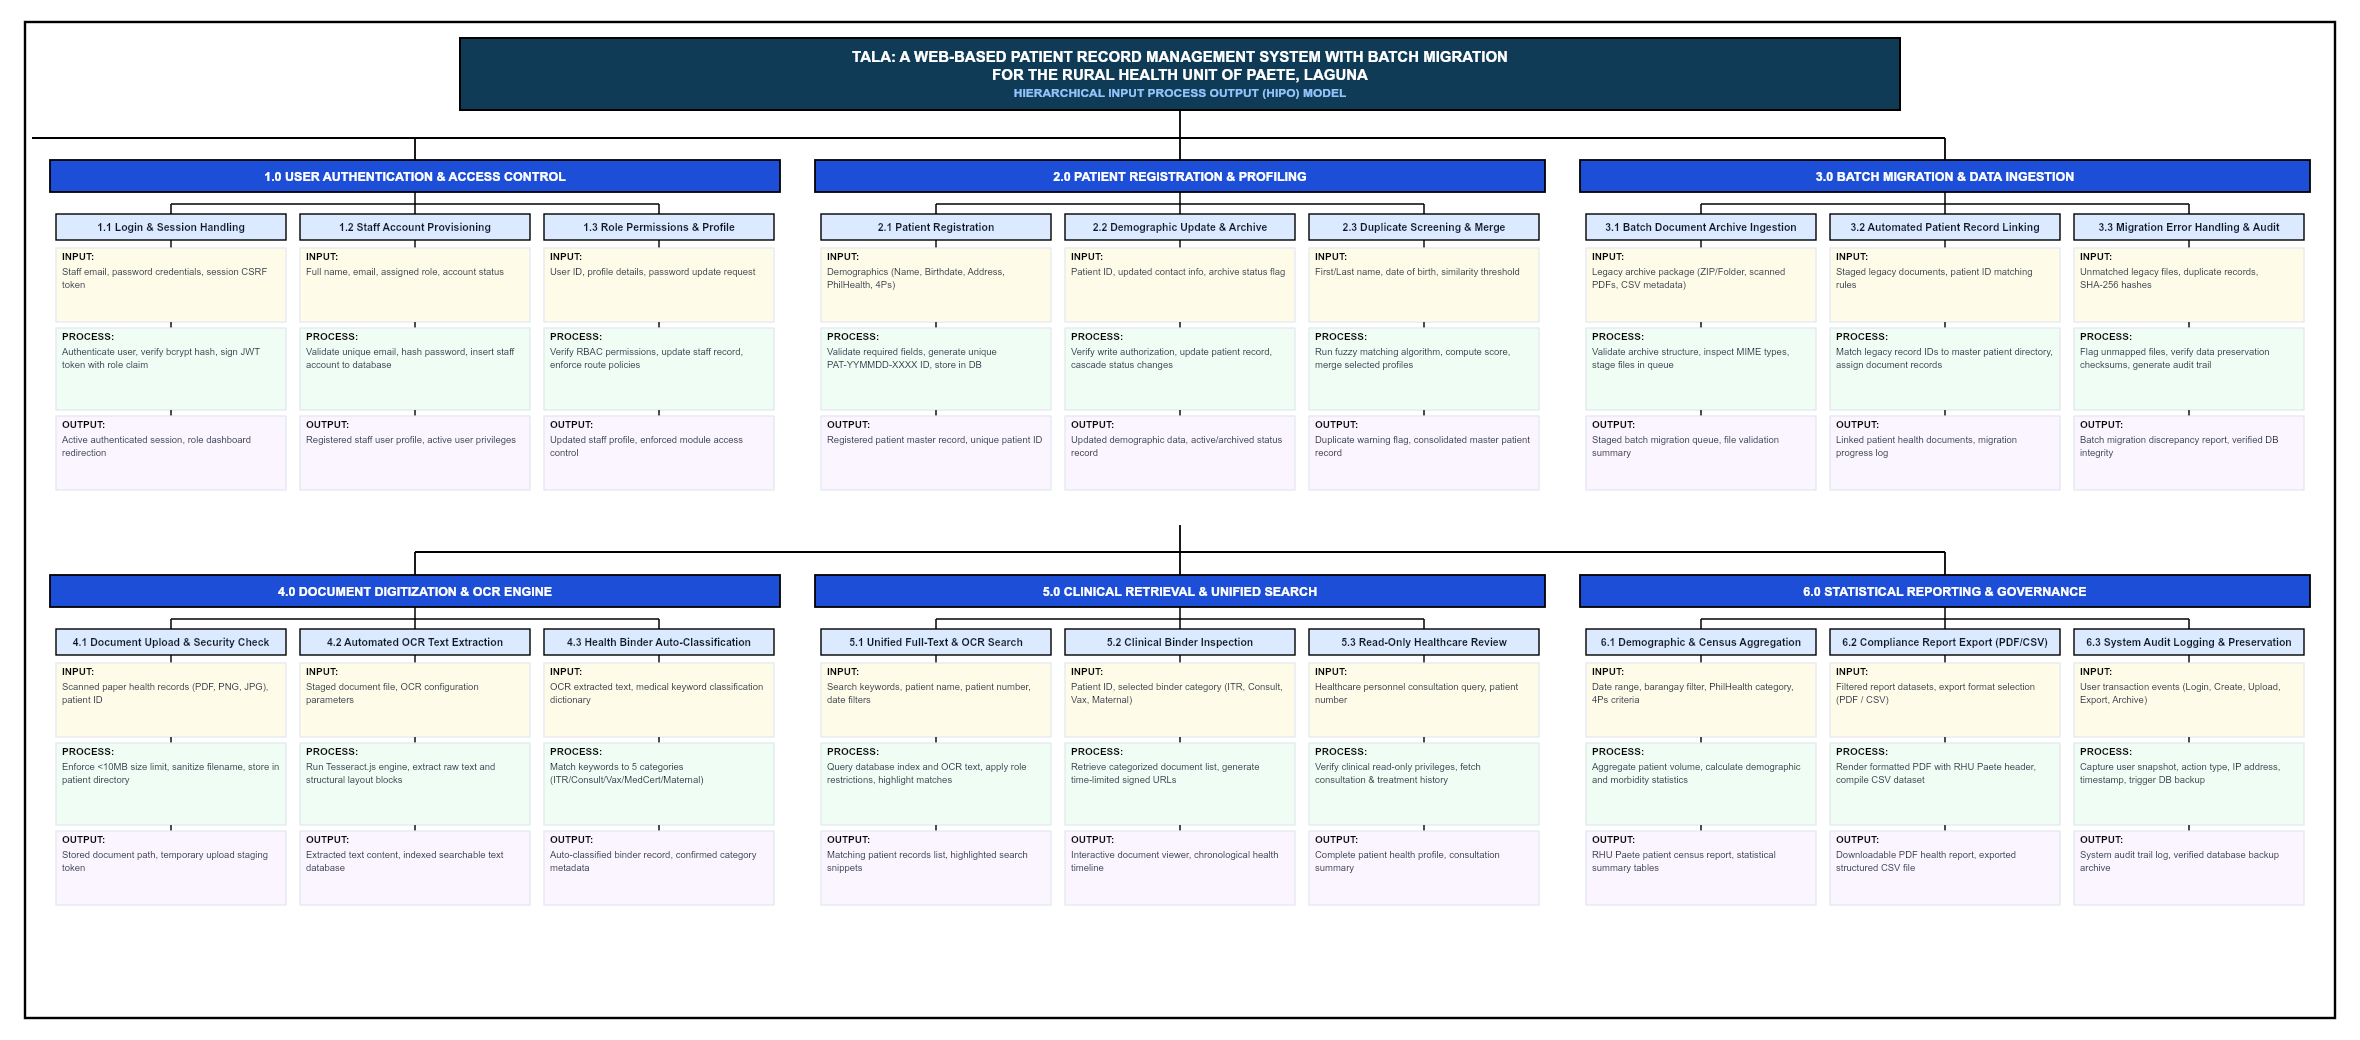 TALA: A WEB-BASED PATIENT RECORD MANAGEMENT SYSTEM WITH BATCH MIGRATION
FOR THE RURAL HEALTH UNIT OF PAETE, LAGUNA
HIERARCHICAL INPUT PROCESS OUTPUT (HIPO) MODEL
1.0 USER AUTHENTICATION & ACCESS CONTROL
1.1 Login & Session Handling
INPUT:
Staff email, password credentials, session CSRF
token
PROCESS:
Authenticate user, verify bcrypt hash, sign JWT
token with role claim
OUTPUT:
Active authenticated session, role dashboard
redirection
1.2 Staff Account Provisioning
INPUT:
Full name, email, assigned role, account status
PROCESS:
Validate unique email, hash password, insert staff
account to database
OUTPUT:
Registered staff user profile, active user privileges
1.3 Role Permissions & Profile
INPUT:
User ID, profile details, password update request
PROCESS:
Verify RBAC permissions, update staff record,
enforce route policies
OUTPUT:
Updated staff profile, enforced module access
control
2.0 PATIENT REGISTRATION & PROFILING
2.1 Patient Registration
INPUT:
Demographics (Name, Birthdate, Address,
PhilHealth, 4Ps)
PROCESS:
Validate required fields, generate unique
PAT-YYMMDD-XXXX ID, store in DB
OUTPUT:
Registered patient master record, unique patient ID
2.2 Demographic Update & Archive
INPUT:
Patient ID, updated contact info, archive status flag
PROCESS:
Verify write authorization, update patient record,
cascade status changes
OUTPUT:
Updated demographic data, active/archived status
record
2.3 Duplicate Screening & Merge
INPUT:
First/Last name, date of birth, similarity threshold
PROCESS:
Run fuzzy matching algorithm, compute score,
merge selected profiles
OUTPUT:
Duplicate warning flag, consolidated master patient
record
3.0 BATCH MIGRATION & DATA INGESTION
3.1 Batch Document Archive Ingestion
INPUT:
Legacy archive package (ZIP/Folder, scanned
PDFs, CSV metadata)
PROCESS:
Validate archive structure, inspect MIME types,
stage files in queue
OUTPUT:
Staged batch migration queue, file validation
summary
3.2 Automated Patient Record Linking
INPUT:
Staged legacy documents, patient ID matching
rules
PROCESS:
Match legacy record IDs to master patient directory,
assign document records
OUTPUT:
Linked patient health documents, migration
progress log
3.3 Migration Error Handling & Audit
INPUT:
Unmatched legacy files, duplicate records,
SHA-256 hashes
PROCESS:
Flag unmapped files, verify data preservation
checksums, generate audit trail
OUTPUT:
Batch migration discrepancy report, verified DB
integrity
4.0 DOCUMENT DIGITIZATION & OCR ENGINE
4.1 Document Upload & Security Check
INPUT:
Scanned paper health records (PDF, PNG, JPG),
patient ID
PROCESS:
Enforce <10MB size limit, sanitize filename, store in
patient directory
OUTPUT:
Stored document path, temporary upload staging
token
4.2 Automated OCR Text Extraction
INPUT:
Staged document file, OCR configuration
parameters
PROCESS:
Run Tesseract.js engine, extract raw text and
structural layout blocks
OUTPUT:
Extracted text content, indexed searchable text
database
4.3 Health Binder Auto-Classification
INPUT:
OCR extracted text, medical keyword classification
dictionary
PROCESS:
Match keywords to 5 categories
(ITR/Consult/Vax/MedCert/Maternal)
OUTPUT:
Auto-classified binder record, confirmed category
metadata
5.0 CLINICAL RETRIEVAL & UNIFIED SEARCH
5.1 Unified Full-Text & OCR Search
INPUT:
Search keywords, patient name, patient number,
date filters
PROCESS:
Query database index and OCR text, apply role
restrictions, highlight matches
OUTPUT:
Matching patient records list, highlighted search
snippets
5.2 Clinical Binder Inspection
INPUT:
Patient ID, selected binder category (ITR, Consult,
Vax, Maternal)
PROCESS:
Retrieve categorized document list, generate
time-limited signed URLs
OUTPUT:
Interactive document viewer, chronological health
timeline
5.3 Read-Only Healthcare Review
INPUT:
Healthcare personnel consultation query, patient
number
PROCESS:
Verify clinical read-only privileges, fetch
consultation & treatment history
OUTPUT:
Complete patient health profile, consultation
summary
6.0 STATISTICAL REPORTING & GOVERNANCE
6.1 Demographic & Census Aggregation
INPUT:
Date range, barangay filter, PhilHealth category,
4Ps criteria
PROCESS:
Aggregate patient volume, calculate demographic
and morbidity statistics
OUTPUT:
RHU Paete patient census report, statistical
summary tables
6.2 Compliance Report Export (PDF/CSV)
INPUT:
Filtered report datasets, export format selection
(PDF / CSV)
PROCESS:
Render formatted PDF with RHU Paete header,
compile CSV dataset
OUTPUT:
Downloadable PDF health report, exported
structured CSV file
6.3 System Audit Logging & Preservation
INPUT:
User transaction events (Login, Create, Upload,
Export, Archive)
PROCESS:
Capture user snapshot, action type, IP address,
timestamp, trigger DB backup
OUTPUT:
System audit trail log, verified database backup
archive